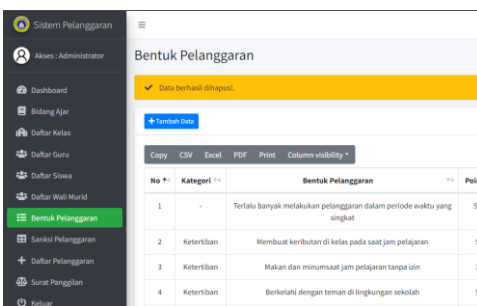 Sistem Pelanggaran
Akses : Administrator
Dashboard
Bidang Ajar
Daftar Kelas
Daftar Guru
Daftar Siswa
Daftar Wali Murid
Bentuk Pelanggaran
Sanksi Pelanggaran
Daftar Pelanggaran
Surat Panggilan
Keluar
Bentuk Pelanggaran
Data berhasil dihapus!.
+ Tambah Data
Copy CSV Excel PDF Print Column visibility
No Kategori Bentuk Pelanggaran Poi
1 - Terlalu banyak melakukan pelanggaran dalam periode waktu yang
singkat
2 Ketertiban Membuat keributan di kelas pada saat jam pelajaran
3 Ketertiban Makan dan minumsaat jam pelajaran tanpa izin
4 Ketertiban Berkelahi dengan teman di lingkungan sekolah